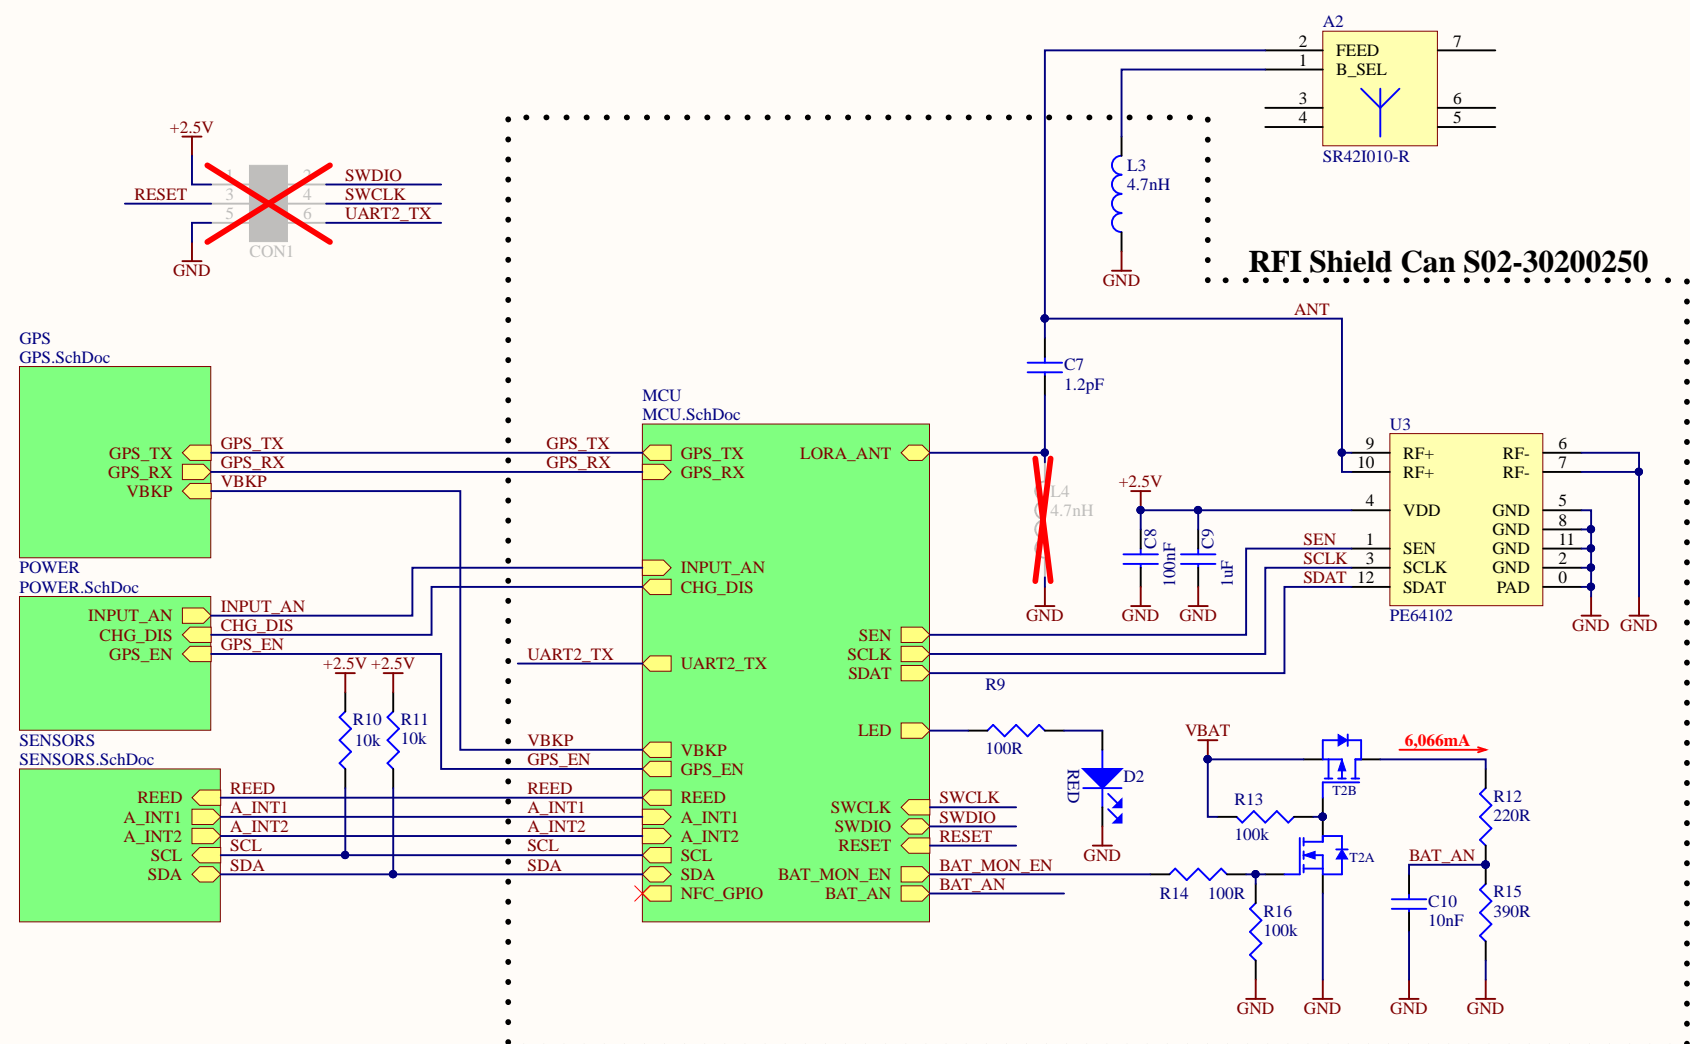 A2
2 FEED 7
1 B_SEL
3 6
4 5
SR42I010-R
+2.5V
1 2 SWDIO
RESET 3 4 SWCLK
5 6 UART2_TX
CON1
GND
L3
4.7nH
GND
RFI Shield Can S02-30200250
ANT
C7
1.2pF
GPS
GPS.SchDoc
GPS_TX GPS_TX
GPS_RX GPS_RX
VBKP VBKP
POWER
POWER.SchDoc
INPUT_AN INPUT_AN
CHG_DIS CHG_DIS
GPS_EN GPS_EN
+2.5V +2.5V
R10
10k
R11
10k
SENSORS
SENSORS.SchDoc
REED REED
A_INT1 A_INT1
A_INT2 A_INT2
SCL SCL
SDA SDA
MCU
MCU.SchDoc
GPS_TX GPS_TX LORA_ANT
GPS_RX GPS_RX
INPUT_AN
CHG_DIS
SEN
UART2_TX UART2_TX SCLK
SDAT
LED
VBKP VBKP
GPS_EN GPS_EN
REED REED SWCLK SWCLK
A_INT1 A_INT1 SWDIO SWDIO
A_INT2 A_INT2 RESET RESET
SCL SCL
SDA SDA BAT_MON_EN BAT_MON_EN
NFC_GPIO BAT_AN BAT_AN
L4
4.7nH
GND
+2.5V
C8
100nF
GND
C9
1uF
GND
U3
9 RF+ RF- 6
10 RF+ RF- 7
4 VDD GND 5
GND 8
SEN 1 SEN GND 11
SCLK 3 SCLK GND 2
SDAT 12 SDAT PAD 0
PE64102
GND GND
R9
100R
RED
D2
GND
VBAT
T2B
6,066mA
R13
100k
T2A
R12
220R
BAT_AN
R14 100R
R16
100k
C10
10nF
R15
390R
GND GND GND GND